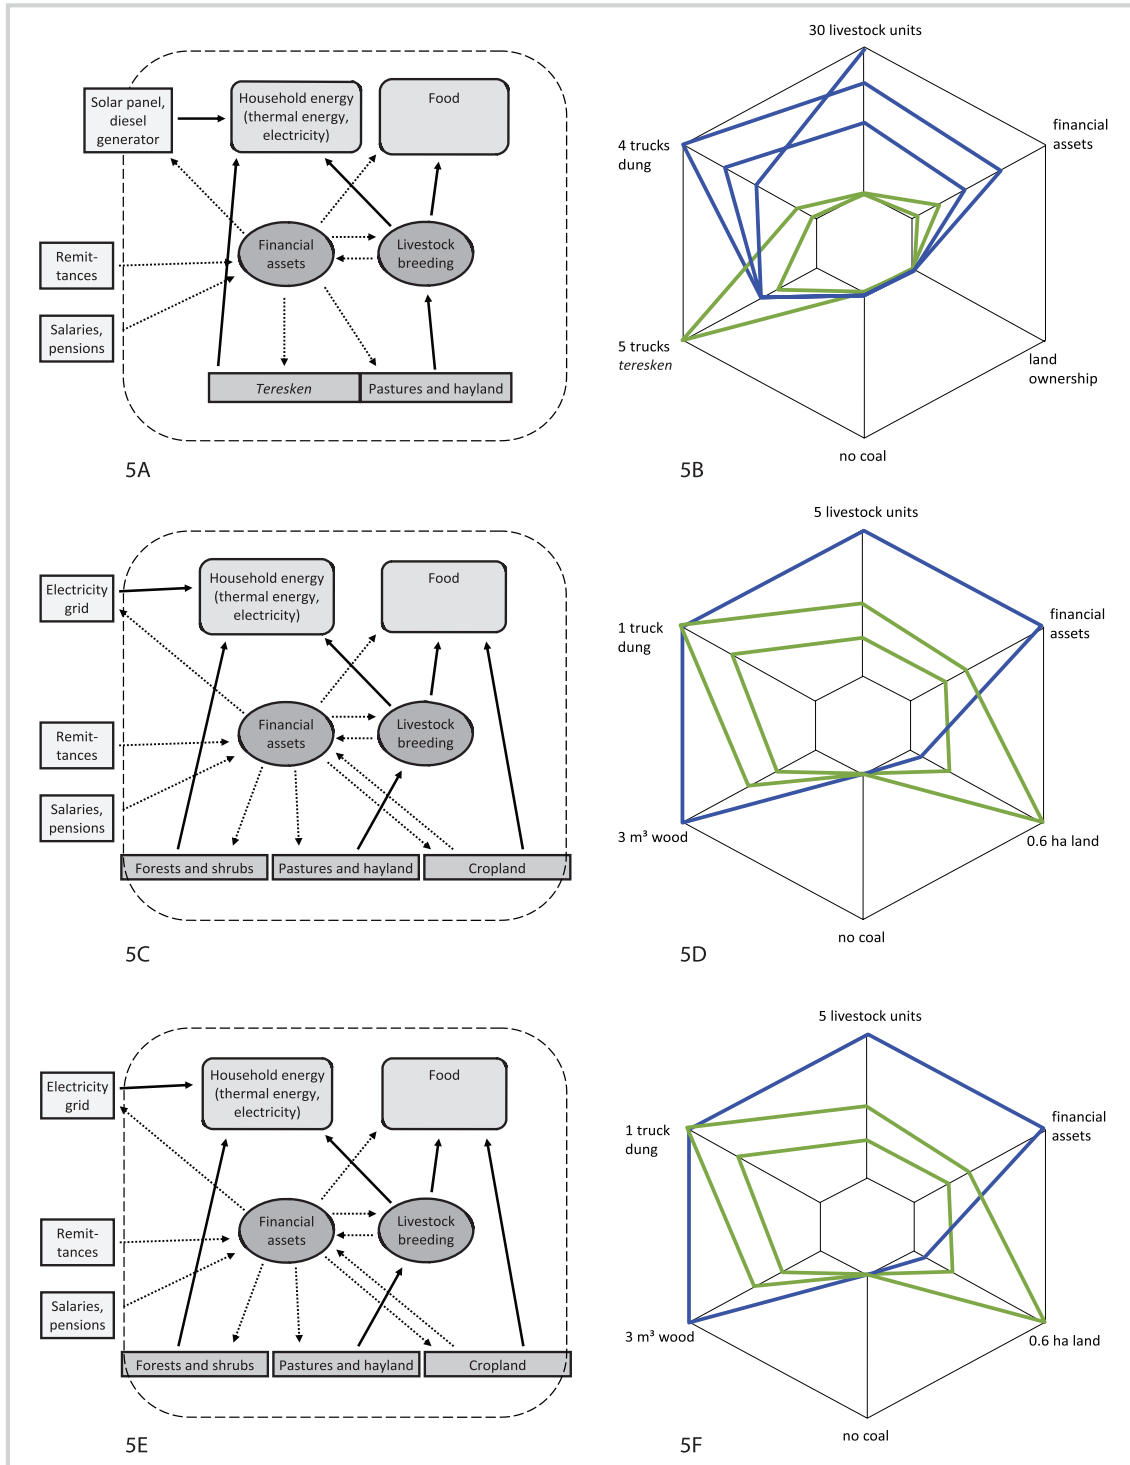 Solar panel,
diesel
generator
Household energy
(thermal energy,
electricity)
Food
Remit-
tances
Financial
assets
Livestock
breeding
Salaries,
pensions
Teresken
Pastures and hayland
5A
30 livestock units
4 trucks
dung
financial
assets
5 trucks
teresken
land
ownership
no coal
5B
Electricity
grid
Household energy
(thermal energy,
electricity)
Food
Remit-
tances
Financial
assets
Livestock
breeding
Salaries,
pensions
Forests and shrubs
Pastures and hayland
Cropland
5C
5 livestock units
1 truck
dung
financial
assets
3 m³ wood
0.6 ha land
no coal
5D
Electricity
grid
Household energy
(thermal energy,
electricity)
Food
Remit-
tances
Financial
assets
Livestock
breeding
Salaries,
pensions
Forests and shrubs
Pastures and hayland
Cropland
5E
5 livestock units
1 truck
dung
financial
assets
3 m³ wood
0.6 ha land
no coal
5F